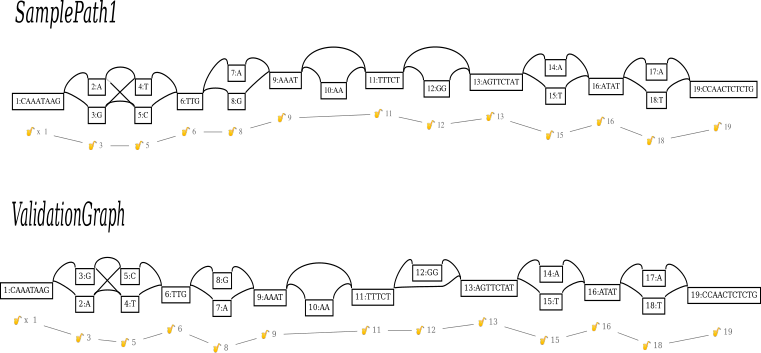 SamplePath1
2:A 4:T 7:A 14:A 17:A
1:CAAATAAG 3:G 5:C 6:TTG 8:G 9:AAAT 10:AA 11:TTTCT 12:GG 13:AGTTCTAT 15:T 16:ATAT 18:T 19:CCAACTCTCTG
x 1 3 5 6 8 9 11 12 13 15 16 18 19
ValidationGraph
3:G 5:C 8:G 12:GG 14:A 17:A
1:CAAATAAG 2:A 4:T 6:TTG 7:A 9:AAAT 10:AA 11:TTTCT 13:AGTTCTAT 15:T 16:ATAT 18:T 19:CCAACTCTCTG
x 1 3 5 6 8 9 11 12 13 15 16 18 19